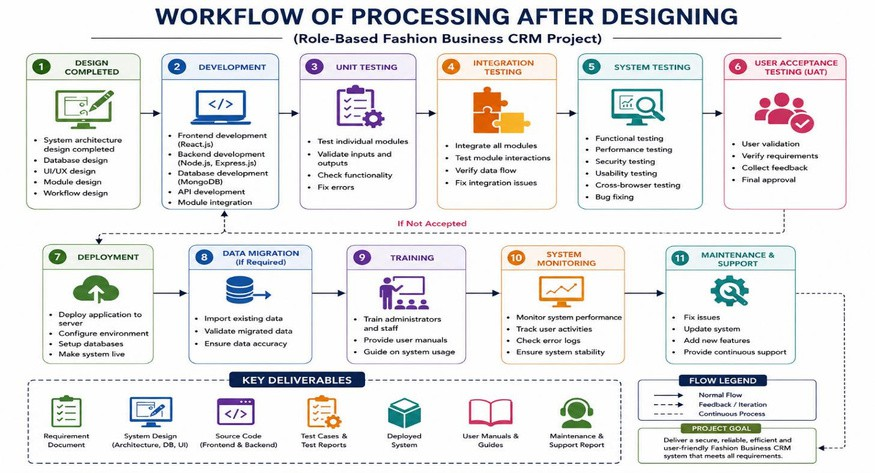 WORKFLOW OF PROCESSING AFTER DESIGNING
(Role-Based Fashion Business CRM Project)
1
DESIGN
COMPLETED
• System architecture
design completed
• Database design
• UI/UX design
• Module design
• Workflow design
2
DEVELOPMENT
</>
• Frontend development
(React.js)
• Backend development
(Node.js, Express.js)
• Database development
(MongoDB)
• API development
• Module integration
3
UNIT TESTING
• Test individual modules
• Validate inputs and
outputs
• Check functionality
• Fix errors
4
INTEGRATION
TESTING
• Integrate all modules
• Test module interactions
• Verify data flow
• Fix integration issues
5
SYSTEM TESTING
• Functional testing
• Performance testing
• Security testing
• Usability testing
• Cross-browser testing
• Bug fixing
6
USER ACCEPTANCE
TESTING (UAT)
• User validation
• Verify requirements
• Collect feedback
• Final approval
If Not Accepted
7
DEPLOYMENT
• Deploy application to
server
• Configure environment
• Setup databases
• Make system live
8
DATA MIGRATION
(If Required)
• Import existing data
• Validate migrated data
• Ensure data accuracy
9
TRAINING
• Train administrators
and staff
• Provide user manuals
• Guide on system usage
10
SYSTEM
MONITORING
• Monitor system performance
• Track user activities
• Check error logs
• Ensure system stability
11
MAINTENANCE &
SUPPORT
• Fix issues
• Update system
• Add new features
• Provide continuous support
KEY DELIVERABLES
Requirement
Document
System Design
(Architecture, DB, UI)
</>
Source Code
(Frontend & Backend)
Test Cases &
Test Reports
Deployed
System
User Manuals
& Guides
Maintenance &
Support Report
FLOW LEGEND
Normal Flow
Feedback / Iteration
Continuous Process
PROJECT GOAL
Deliver a secure, reliable, efficient and
user-friendly Fashion Business CRM
system that meets all requirements.